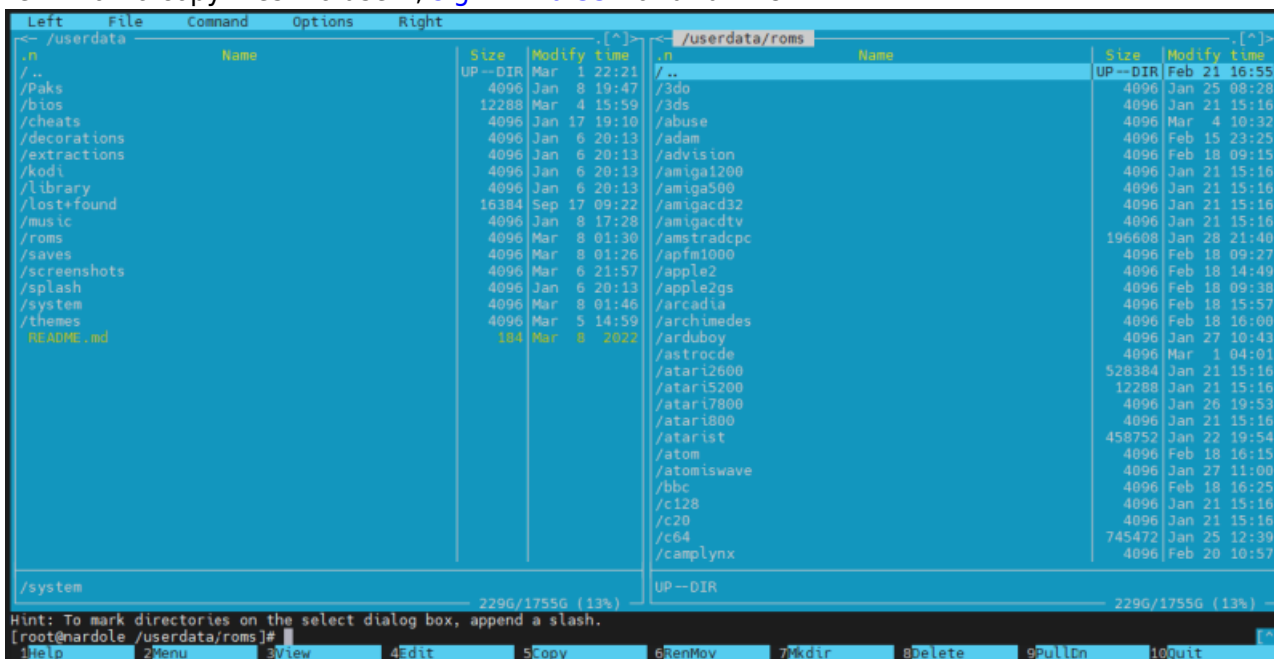 Left File Command Options Right
<- /userdata .[^]> <- /userdata/roms .[^]>
.n Name Size Modify time .n Name Size Modify time
/.. UP--DIR Mar 1 22:21 /.. UP--DIR Feb 21 16:55
/Paks 4096 Jan 8 19:47 /3do 4096 Jan 25 08:28
/bios 12288 Mar 4 15:59 /3ds 4096 Jan 21 15:16
/cheats 4096 Jan 17 19:10 /abuse 4096 Mar 4 10:32
/decorations 4096 Jan 6 20:13 /adam 4096 Feb 15 23:25
/extractions 4096 Jan 6 20:13 /advision 4096 Feb 18 09:15
/kodi 4096 Jan 6 20:13 /amiga1200 4096 Jan 21 15:16
/library 4096 Jan 6 20:13 /amiga500 4096 Jan 21 15:16
/lost+found 16384 Sep 17 09:22 /amigacd32 4096 Jan 21 15:16
/music 4096 Jan 8 17:28 /amigacdtv 4096 Jan 21 15:16
/roms 4096 Mar 8 01:30 /amstradcpc 196608 Jan 28 21:40
/saves 4096 Mar 8 01:26 /apfm1000 4096 Feb 18 09:27
/screenshots 4096 Mar 6 21:57 /apple2 4096 Feb 18 14:49
/splash 4096 Jan 6 20:13 /apple2gs 4096 Feb 18 09:38
/system 4096 Mar 8 01:46 /arcadia 4096 Feb 18 15:57
/themes 4096 Mar 5 14:59 /archimedes 4096 Feb 18 16:00
README.md 184 Mar 8 2022 /arduboy 4096 Jan 27 10:43
/astrocde 4096 Mar 1 04:01
/atari2600 528384 Jan 21 15:16
/atari5200 12288 Jan 21 15:16
/atari7800 4096 Jan 26 19:53
/atari800 4096 Jan 21 15:16
/atarist 458752 Jan 22 19:54
/atom 4096 Feb 18 16:15
/atomiswave 4096 Jan 27 11:00
/bbc 4096 Feb 18 16:25
/c128 4096 Jan 21 15:16
/c20 4096 Jan 21 15:16
/c64 745472 Jan 25 12:39
/camplynx 4096 Feb 20 10:57
/system UP--DIR
229G/1755G (13%) 229G/1755G (13%)
Hint: To mark directories on the select dialog box, append a slash.
[root@nardole /userdata/roms]# [^
1Help 2Menu 3View 4Edit 5Copy 6RenMov 7Mkdir 8Delete 9PullDn 10Quit